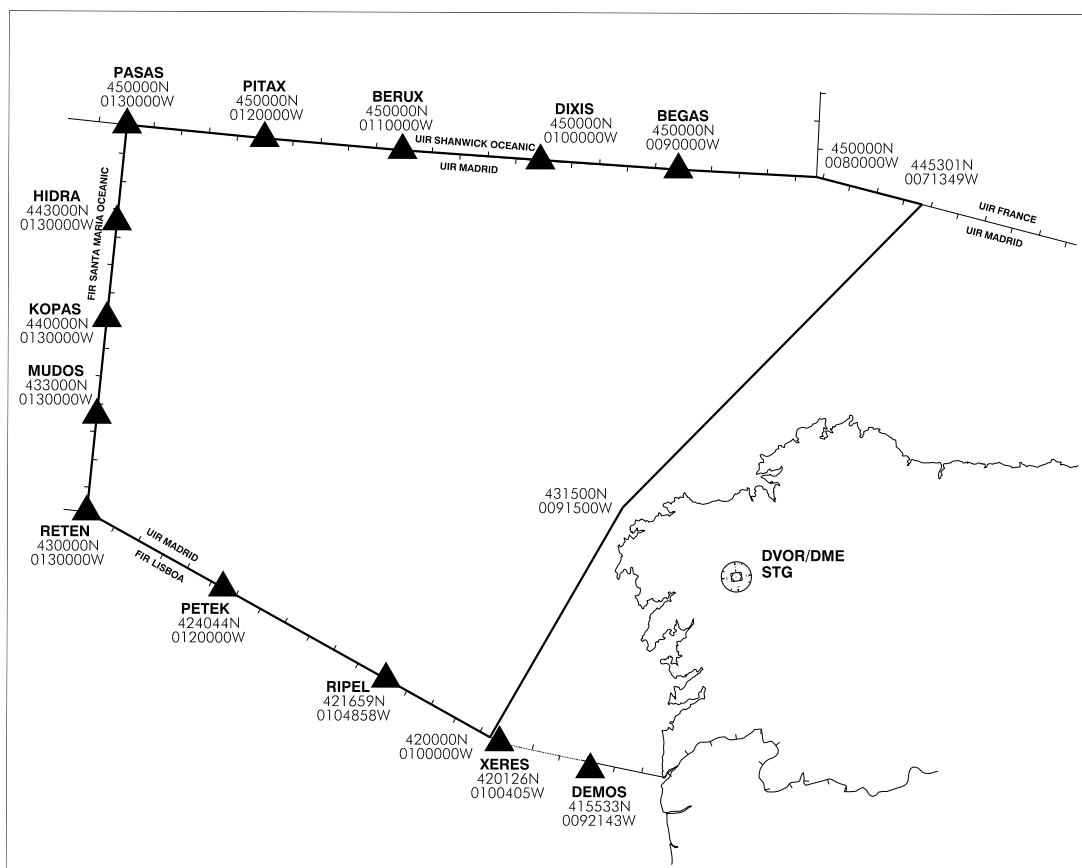 PASAS
450000N
0130000W
PITAX
450000N
0120000W
BERUX
450000N
0110000W
DIXIS
450000N
0100000W
BEGAS
450000N
0090000W
UIR SHANWICK OCEANIC
UIR MADRID
450000N
0080000W
445301N
0071349W
UIR FRANCE
UIR MADRID
HIDRA
443000N
0130000W
FIR SANTA MARIA OCEANIC
KOPAS
440000N
0130000W
MUDOS
433000N
0130000W
RETEN
430000N
0130000W
UIR MADRID
FIR LISBOA
431500N
0091500W
DVOR/DME
STG
PETEK
424044N
0120000W
RIPEL
421659N
0104858W
420000N
0100000W
XERES
420126N
0100405W
DEMOS
415533N
0092143W